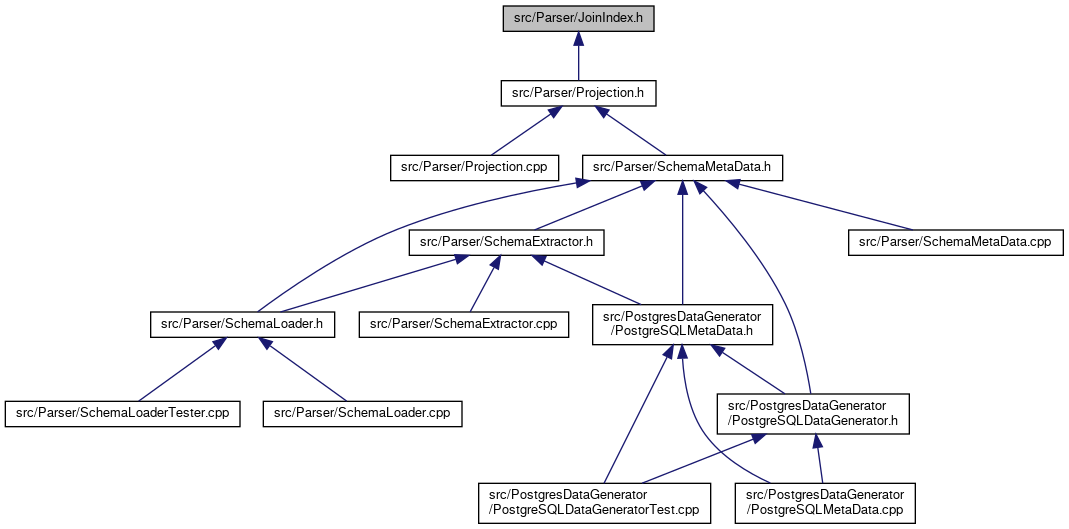 src/Parser/JoinIndex.h
src/Parser/Projection.h
src/Parser/Projection.cpp
src/Parser/SchemaMetaData.h
src/Parser/SchemaExtractor.h
src/Parser/SchemaMetaData.cpp
src/Parser/SchemaLoader.h
src/Parser/SchemaExtractor.cpp
src/PostgresDataGenerator
/PostgreSQLMetaData.h
src/Parser/SchemaLoaderTester.cpp
src/Parser/SchemaLoader.cpp
src/PostgresDataGenerator
/PostgreSQLDataGenerator.h
src/PostgresDataGenerator
/PostgreSQLDataGeneratorTest.cpp
src/PostgresDataGenerator
/PostgreSQLMetaData.cpp